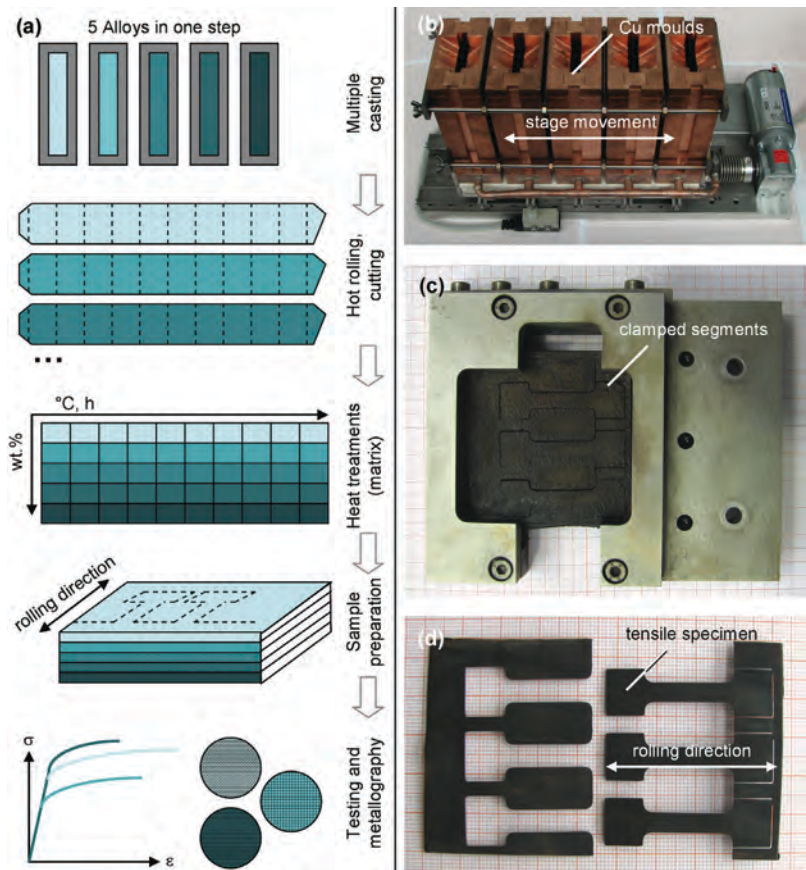 (a)
5 Alloys in one step
Multiple
casting
Hot rolling,
cutting
...
°C, h
wt.%
Heat treatments
(matrix)
rolling direction
Sample
preparation
σ
ε
Testing and
metallography
(b)
Cu moulds
stage movement
(c)
clamped segments
(d)
tensile specimen
rolling direction